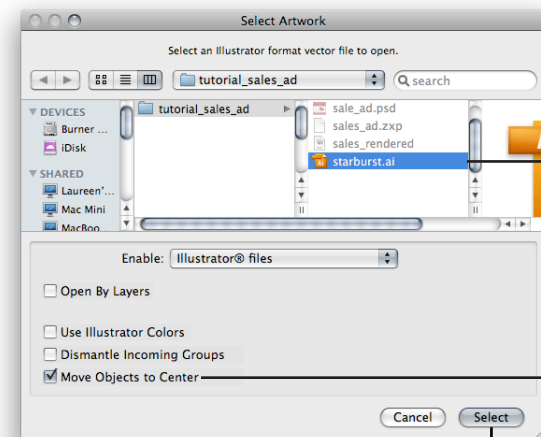 Select Artwork
Select an Illustrator format vector file to open.
tutorial_sales_ad
search
DEVICES
Burner ...
iDisk
SHARED
Laureen'...
Mac Mini
MacBoo
tutorial_sales_ad
sale_ad.psd
sales_ad.zxp
sales_rendered
starburst.ai
Enable: Illustrator® files
Open By Layers
Use Illustrator Colors
Dismantle Incoming Groups
Move Objects to Center
Cancel Select